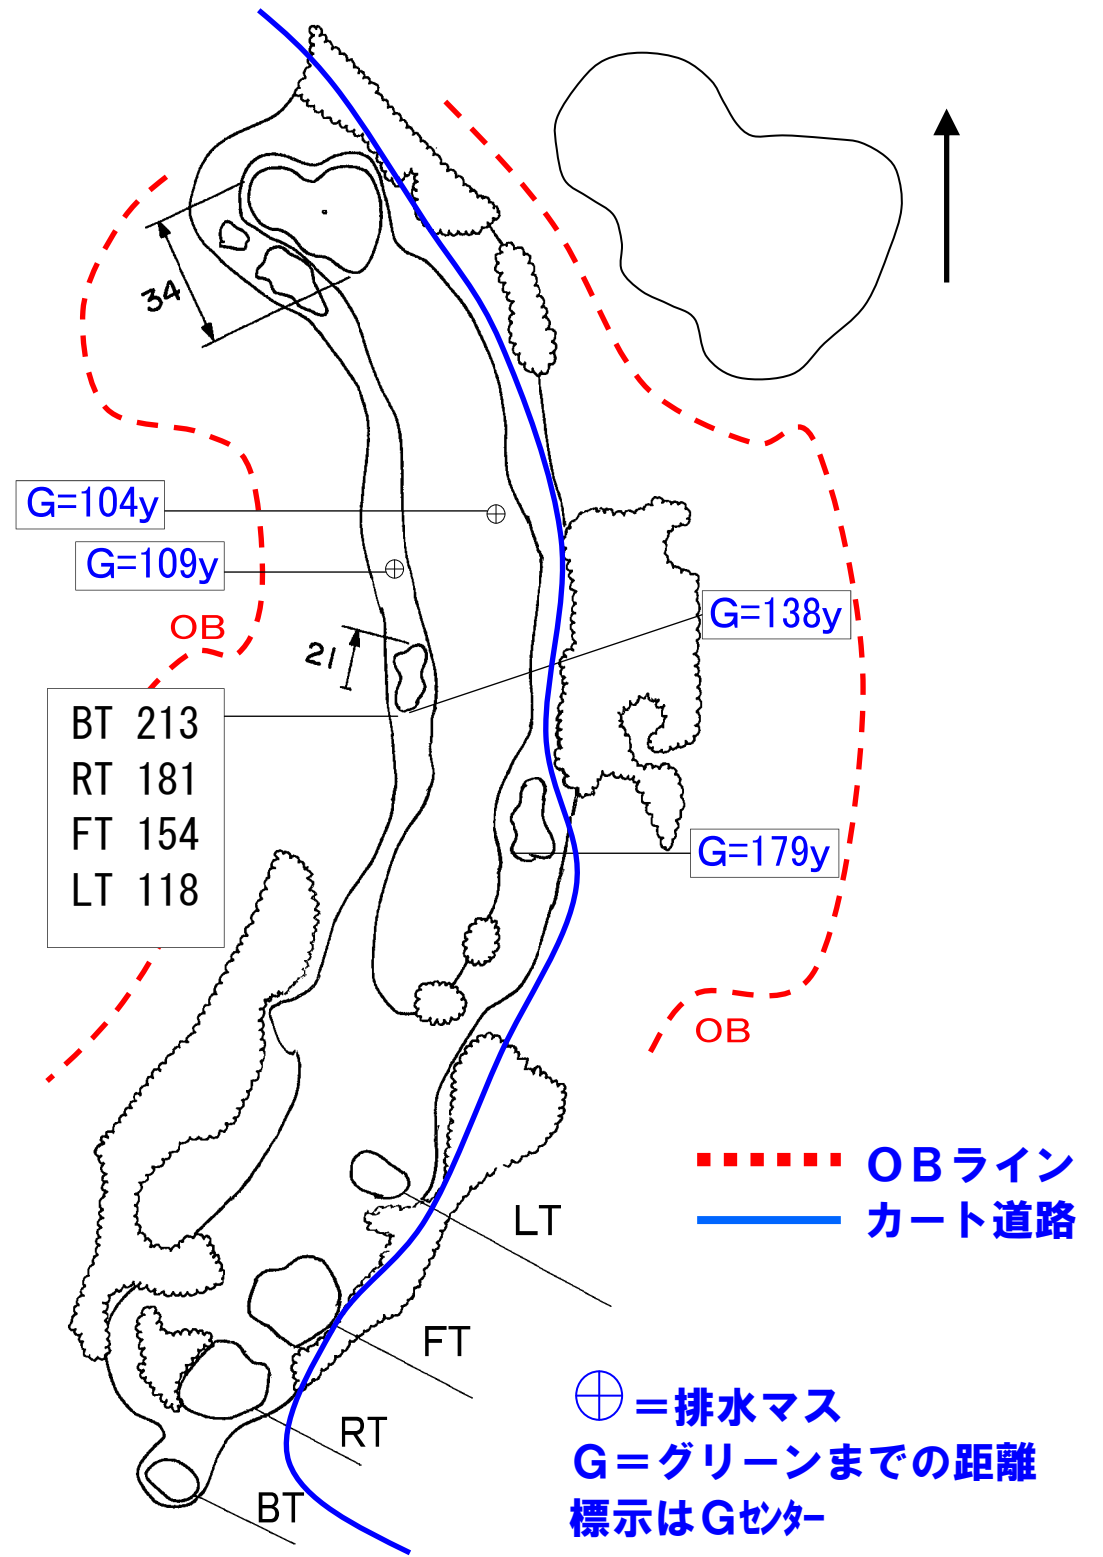 34
G=104y
G=109y
OB
21
G=138y
BT 213
RT 181
FT 154
LT 118
G=179y
OB
OBライン
カート道路
LT
FT
RT
BT
=排水マス
G=グリーンまでの距離
標示はGセンター